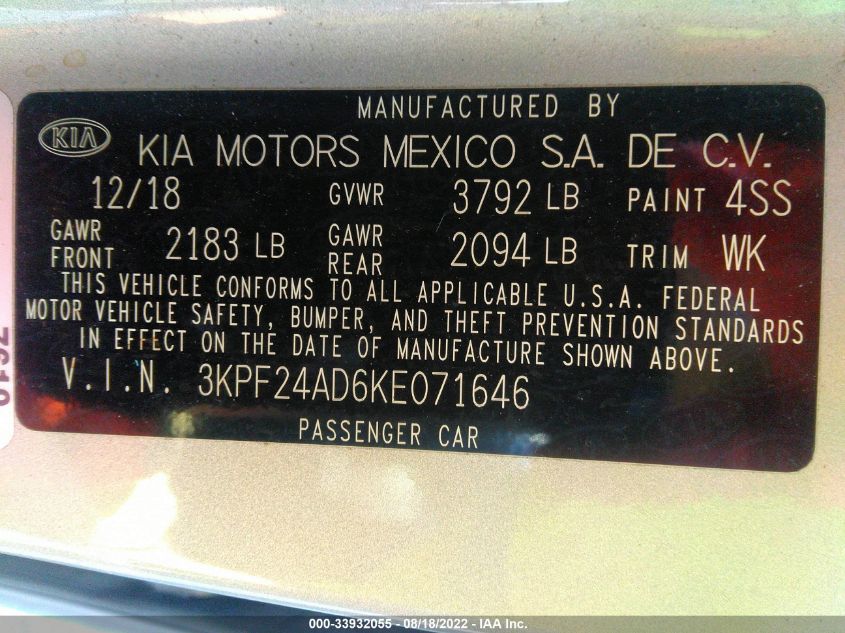 MANUFACTURED BY
KIA KIA MOTORS MEXICO S.A. DE C.V.
12/18 GVWR 3792 LB PAINT 4SS
GAWR FRONT 2183 LB GAWR REAR 2094 LB TRIM WK
THIS VEHICLE CONFORMS TO ALL APPLICABLE U.S.A. FEDERAL
MOTOR VEHICLE SAFETY, BUMPER, AND THEFT PREVENTION STANDARDS
IN EFFECT ON THE DATE OF MANUFACTURE SHOWN ABOVE.
V.I.N. 3KPF24AD6KE071646
PASSENGER CAR
000-33932055 - 08/18/2022 - IAA Inc.